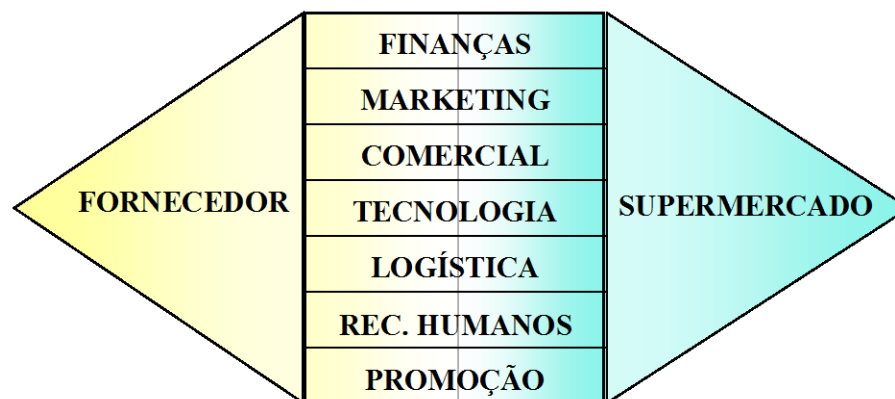 FINANÇAS
MARKETING
COMERCIAL
FORNECEDOR
TECNOLOGIA
SUPERMERCADO
LOGÍSTICA
REC. HUMANOS
PROMOÇÃO